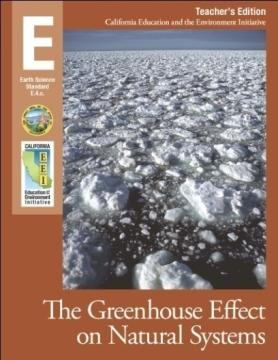 Teacher's Edition
California Education and the Environment Initiative
E
Earth Science
Standard
E.4.c.
CALIFORNIA
EEI
Education and the
Environment
Initiative
The Greenhouse Effect
on Natural Systems